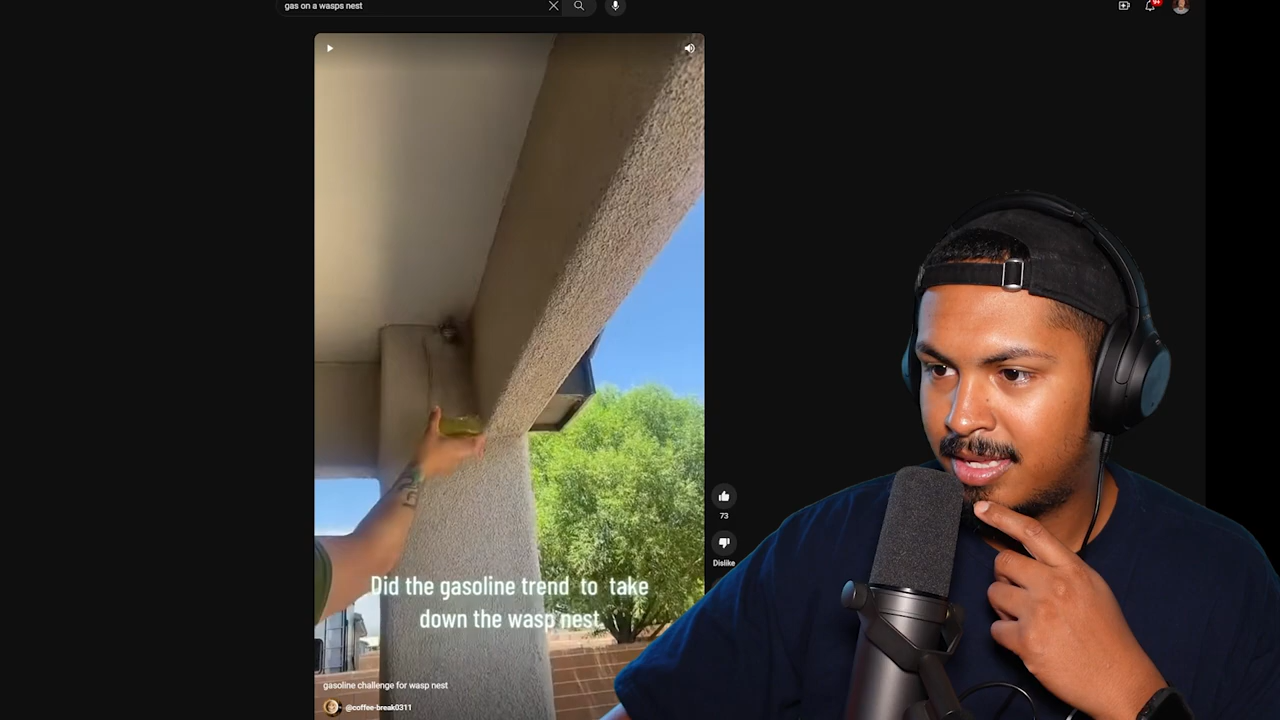 gas on a wasps nest
9+
73
Dislike
Did the gasoline trend to take
down the wasp nest.
gasoline challenge for wasp nest
@coffee-break0311